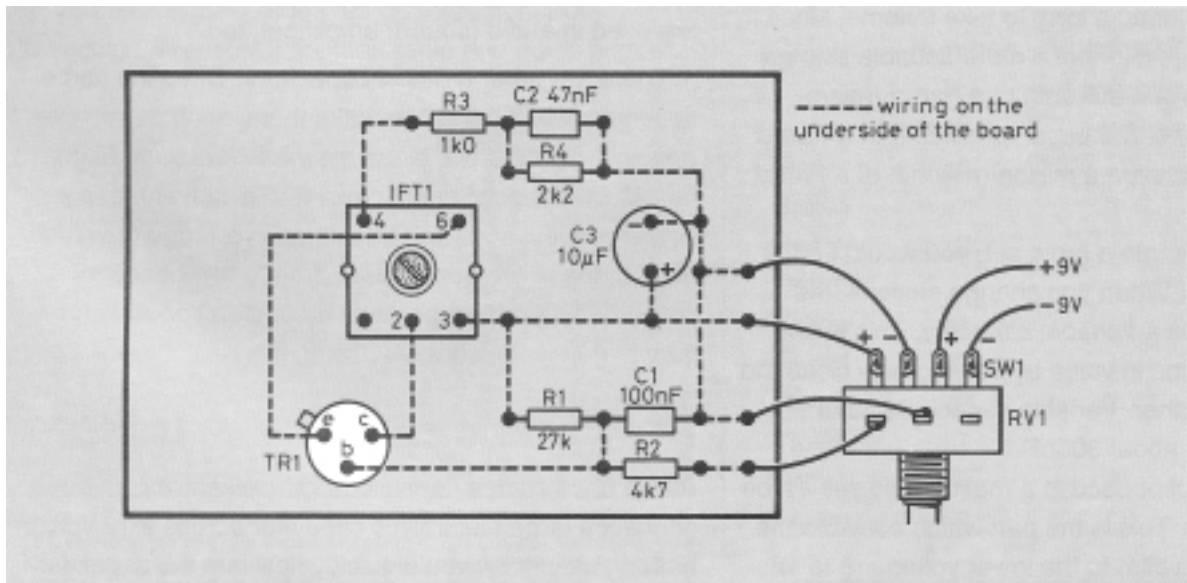 R3
C2 47nF
1k0
R4
2k2
wiring on the
underside of the board
IFT1
4
6
C3
10µF
−
+
2
3
+9V
−9V
+ − + −
SW1
C1
100nF
R1
27k
RV1
e
c
b
TR1
R2
4k7